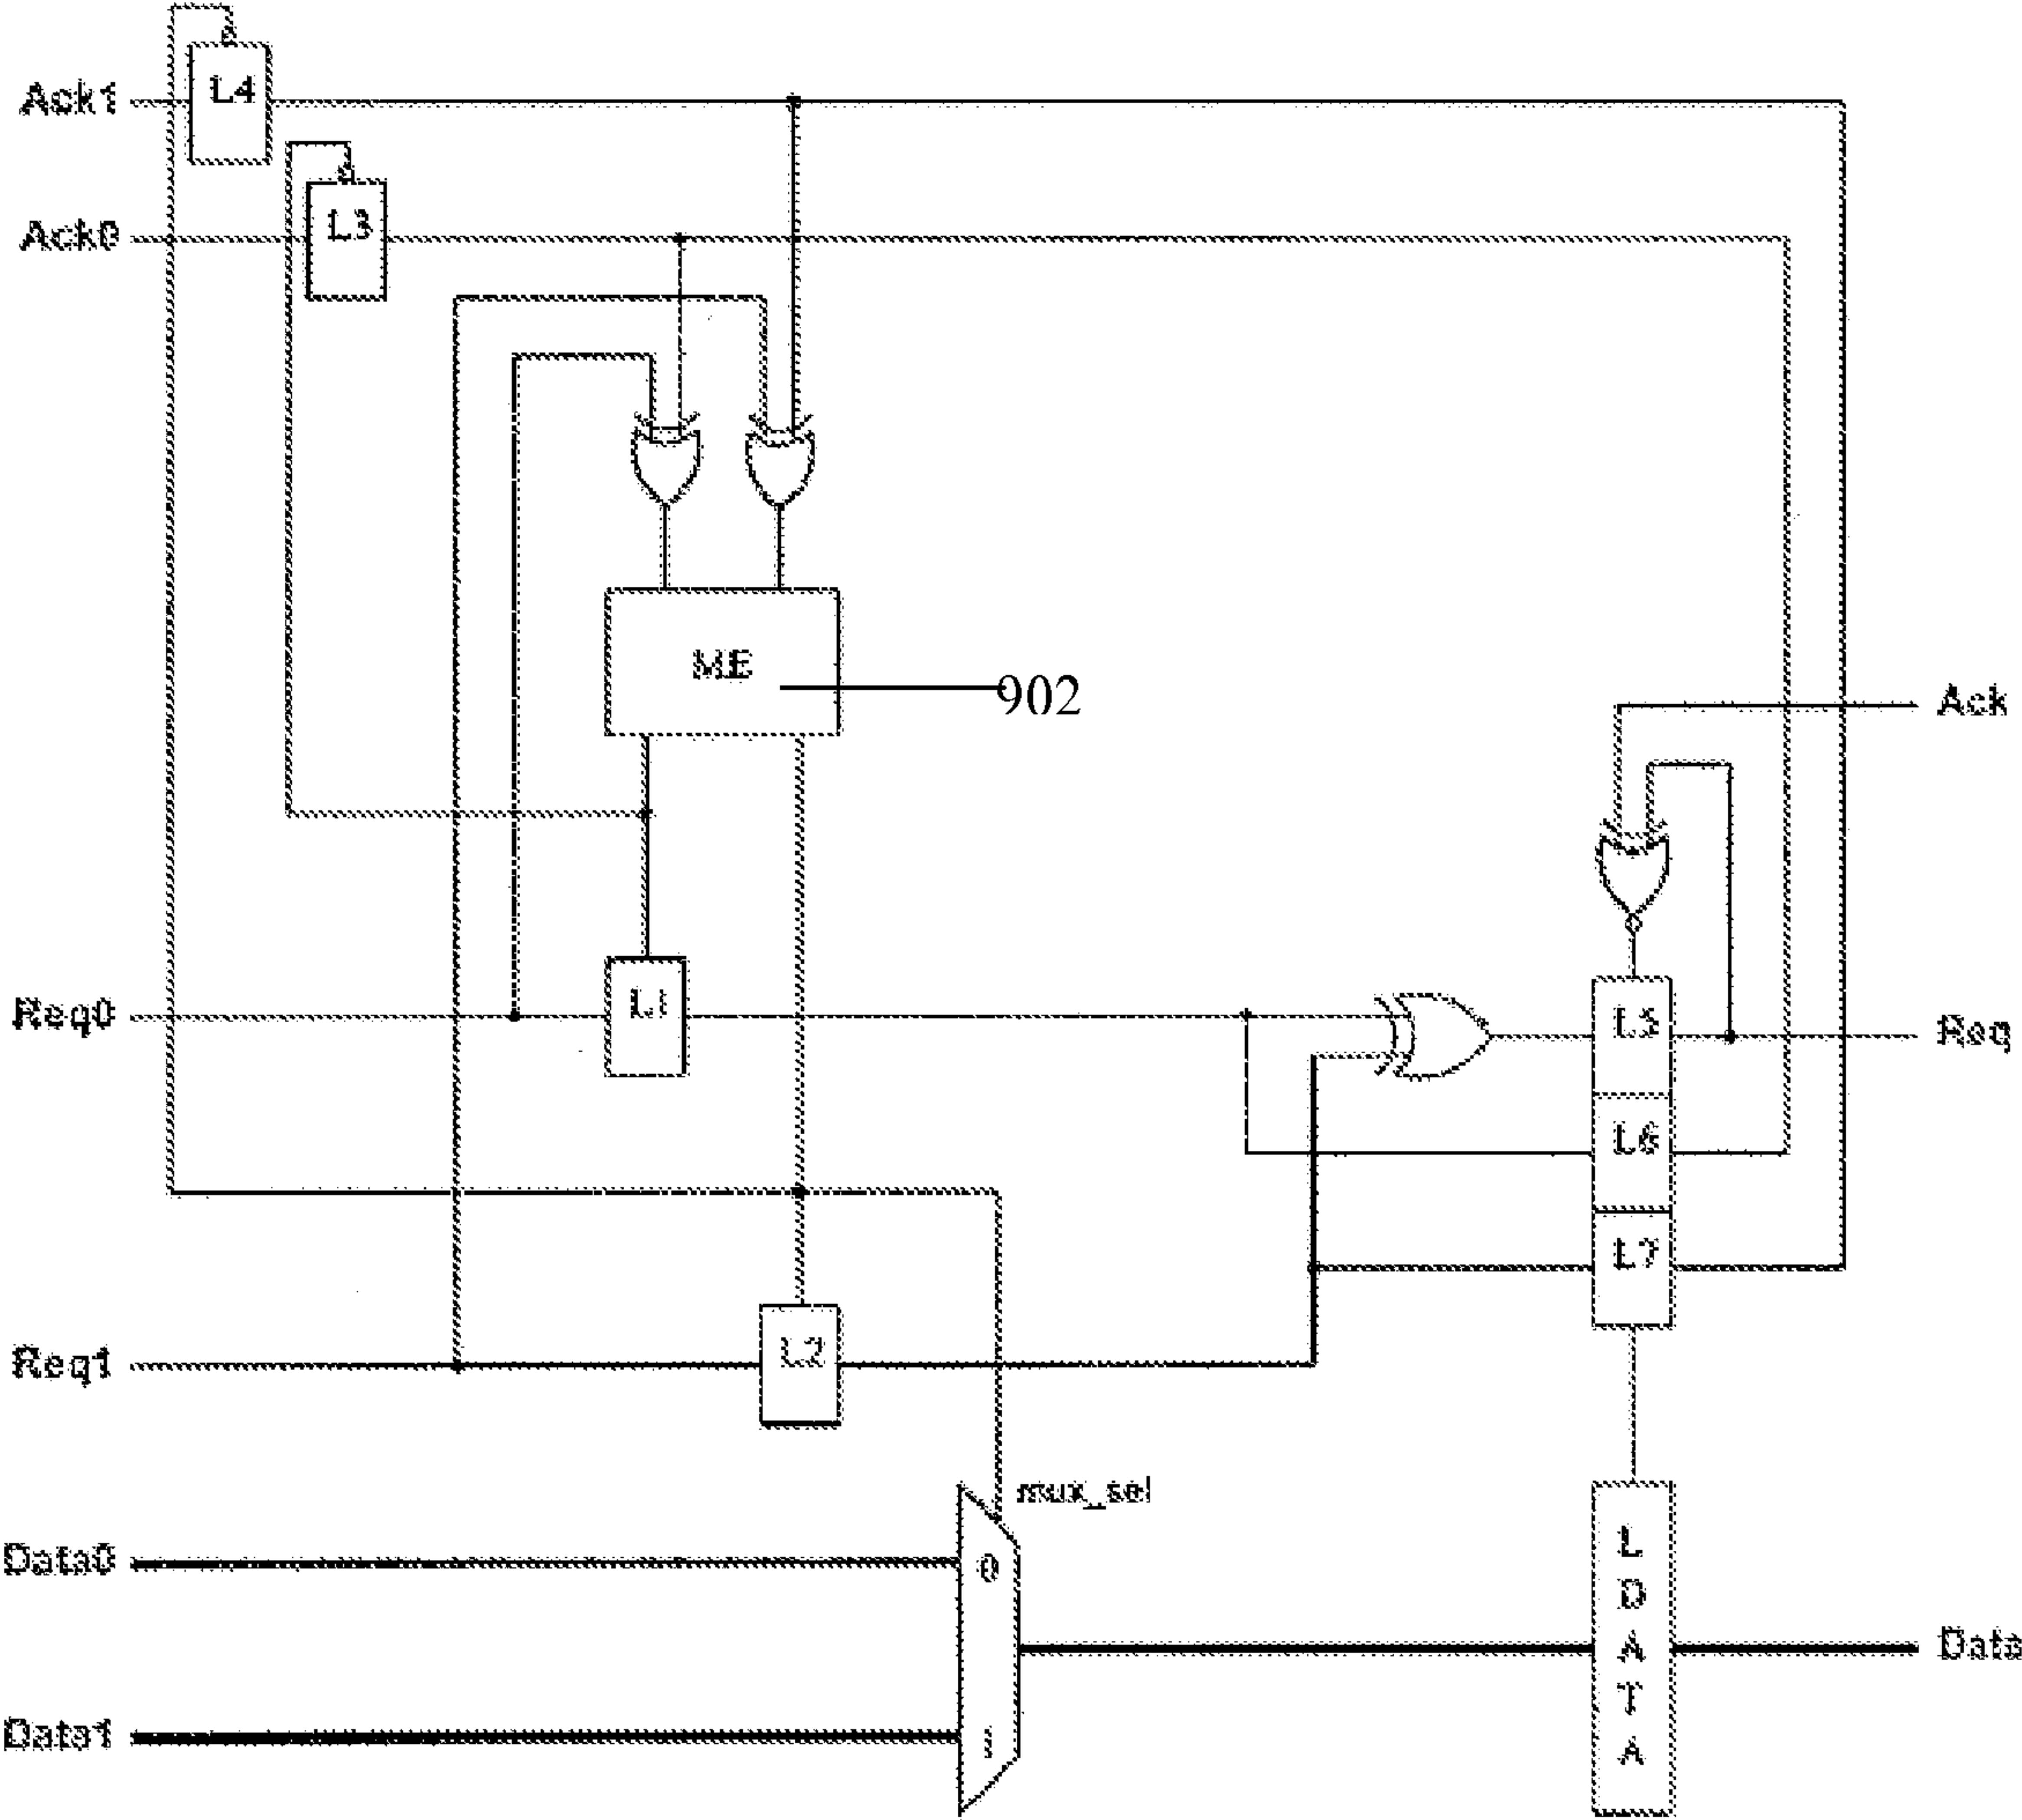 Ack1
L4
Ack0
L3
ME
902
Ack
Req0
L1
L5
Req
L6
L7
Req1
L2
mux_sel
Data0
0
L
D
A
T
A
Data
Data1
1